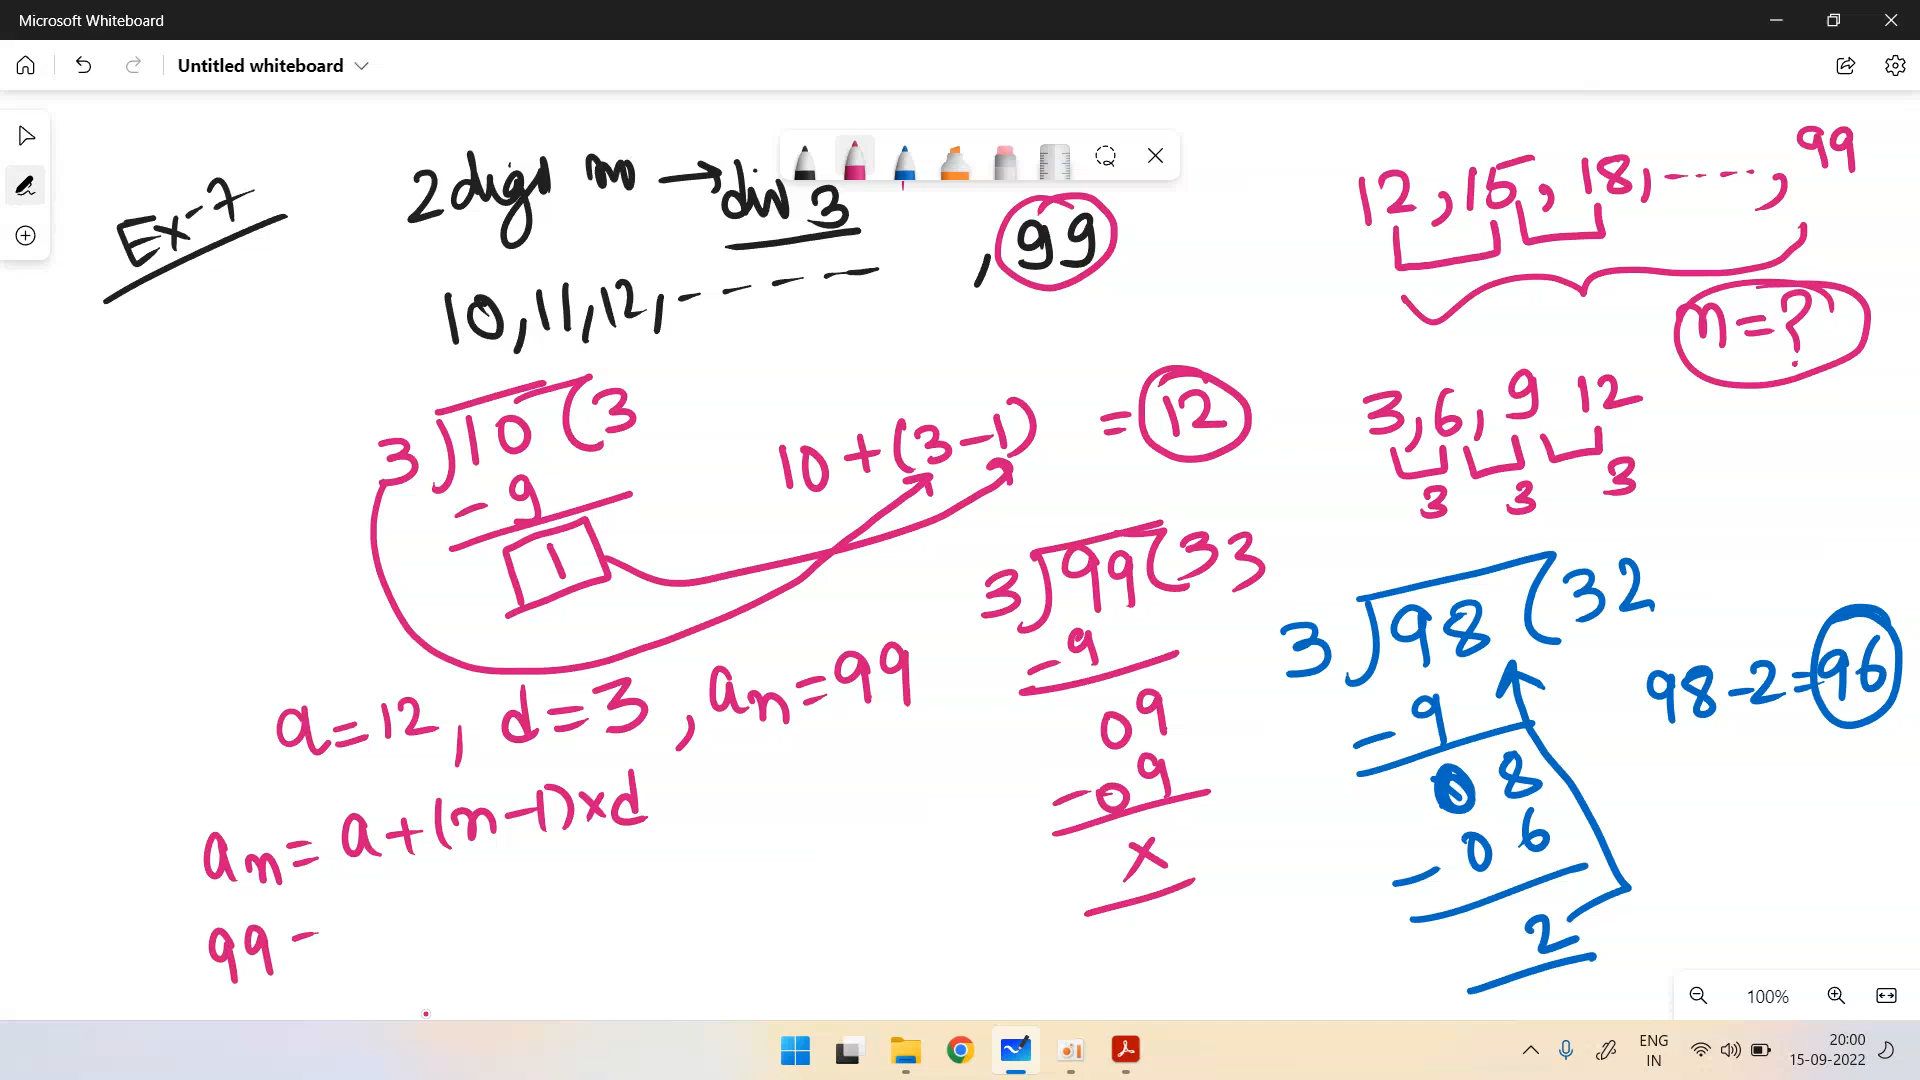 Microsoft Whiteboard
Untitled whiteboard
Ex-7
2 digit no → div 3
10, 11, 12, - - - - - , 99
12, 15, 18, - - - - , 99
n = ?
3, 6, 9 12
3 3 3
3)10(3
- 9
1
10 + (3 - 1) = 12
3)99(33
- 9
09
- 09
x
3)98(32
- 9
08
- 06
2
98 - 2 = 96
a = 12, d = 3, an = 99
an = a + (n - 1) × d
99 -
100%
ENG
IN
20:00
15-09-2022